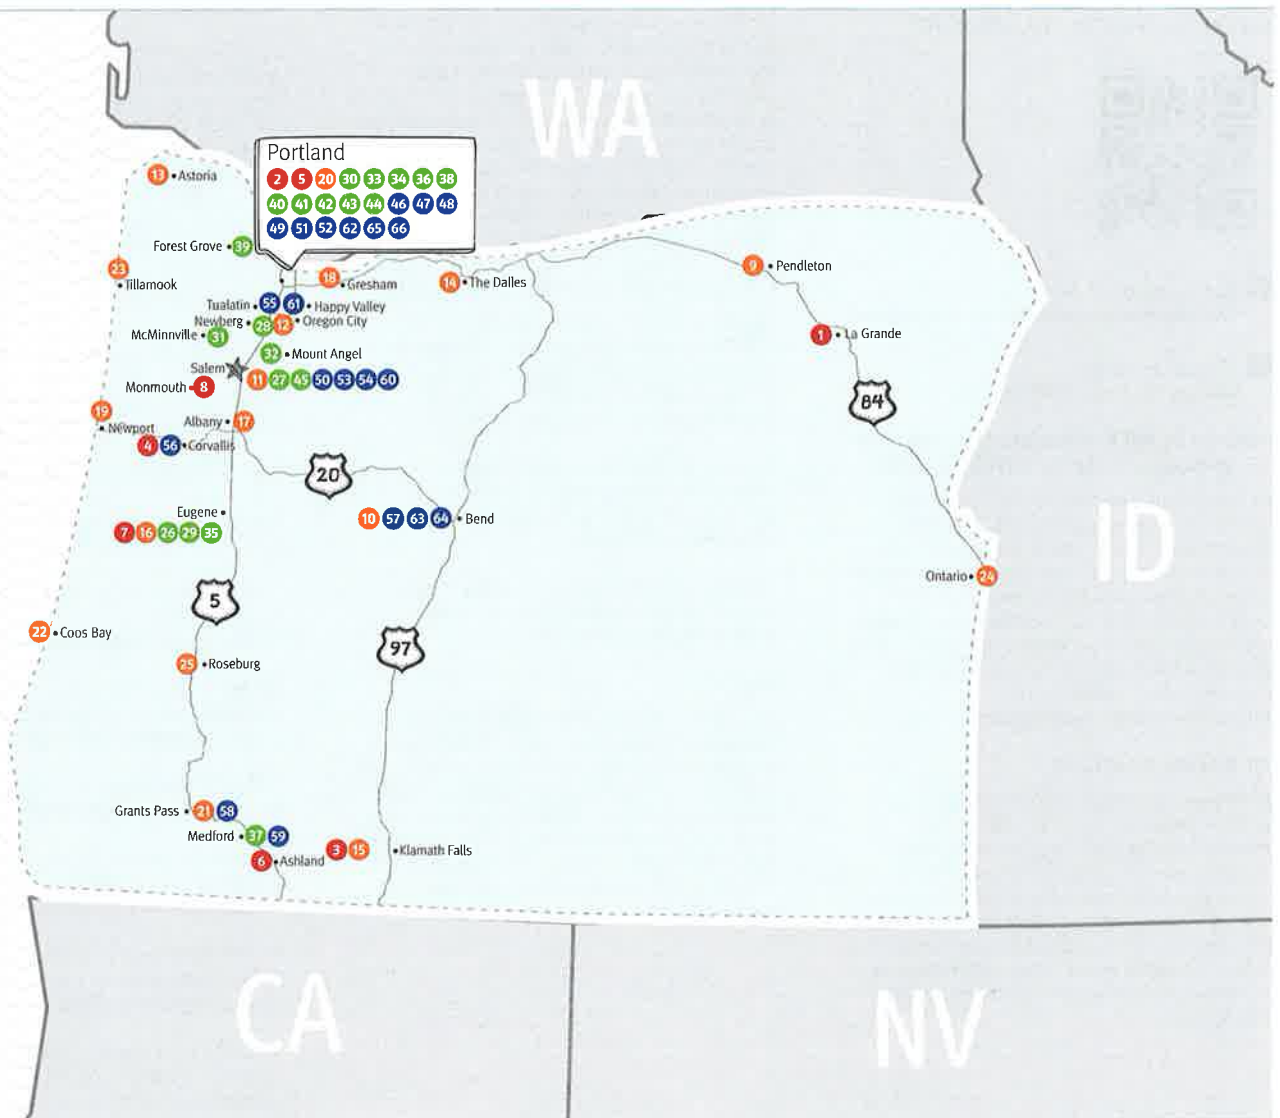 WA
Portland
2 5 20 30 33 34 36 38
40 41 42 43 44 46 47 48
49 51 52 62 65 66
13 Astoria
Forest Grove 39
23
Tillamook
18 Gresham
14 The Dalles
9 Pendleton
Tualatin 55 61 Happy Valley
Newberg 28 12 Oregon City
McMinnville 31
1 La Grande
32 Mount Angel
Salem
11 27 45 50 53 54 60
Monmouth 8
84
19
Newport
Albany 17
4 56 Corvallis
20
Eugene
7 16 26 29 35
10 57 63 64 Bend
ID
Ontario 24
5
22 Coos Bay
97
25 Roseburg
Grants Pass 21 58
Medford 37 59
6 Ashland
3 15 Klamath Falls
CA
NV